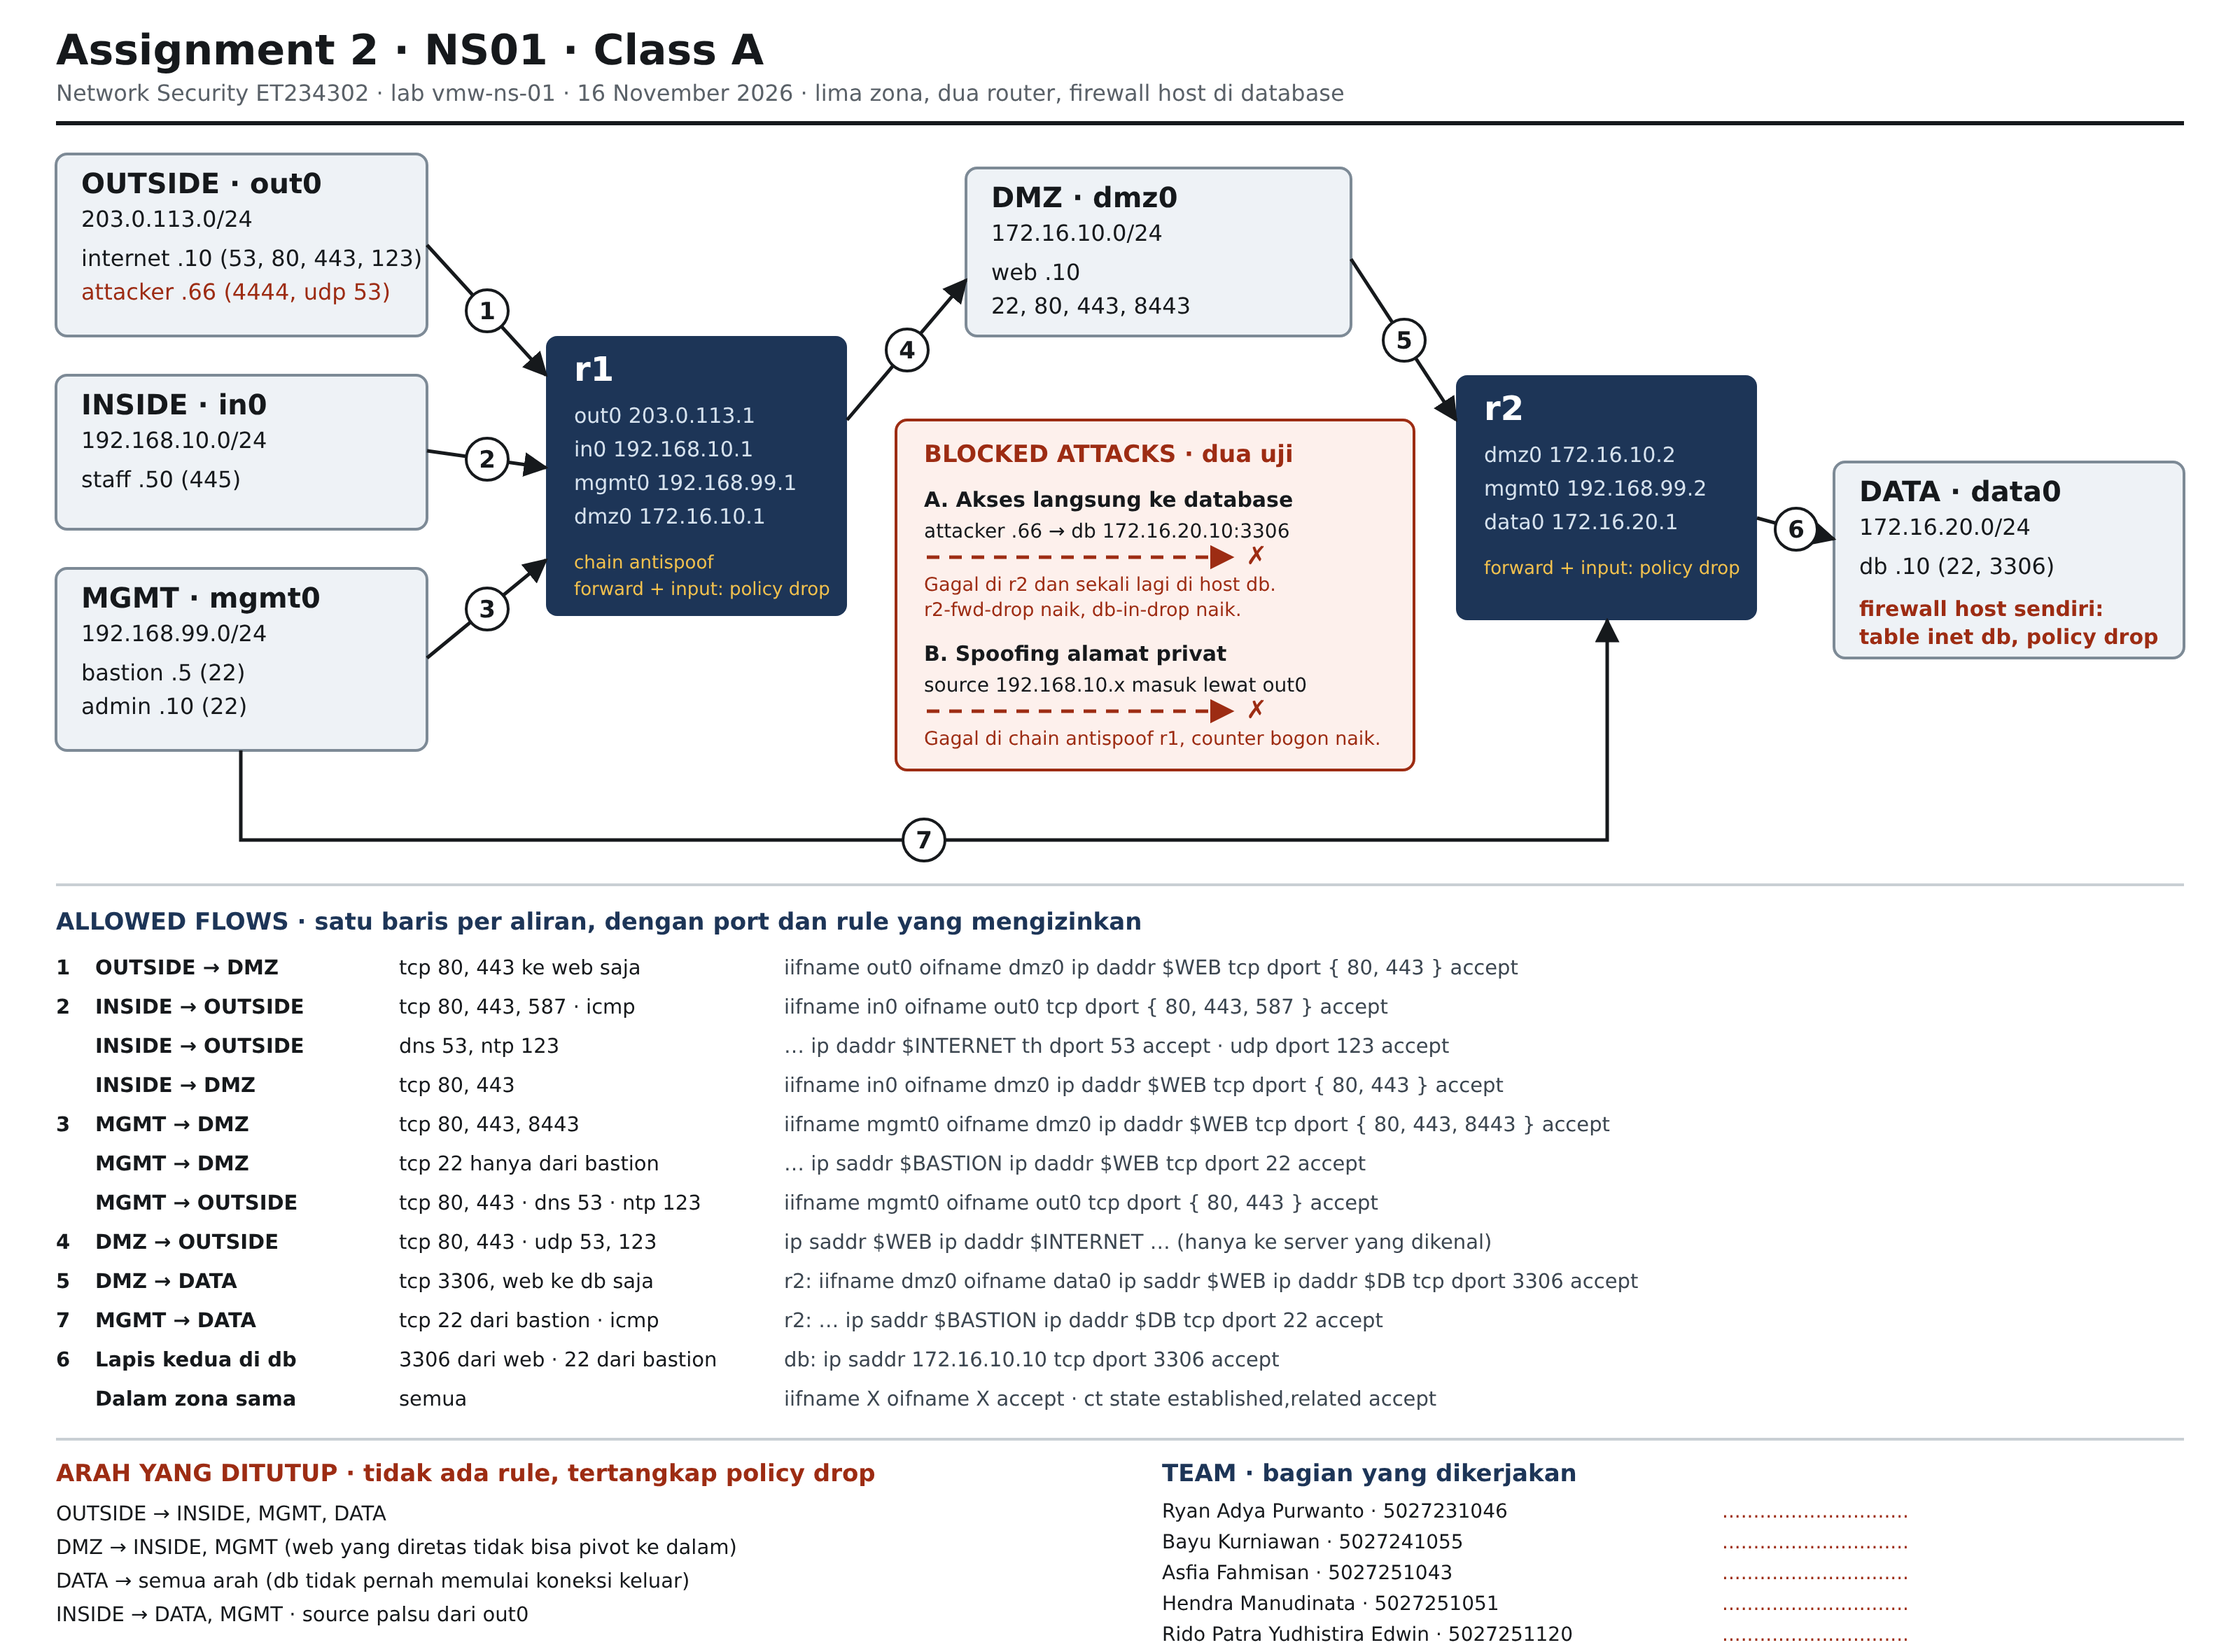 Assignment 2 · NS01 · Class A
Network Security ET234302 · lab vmw-ns-01 · 16 November 2026 · lima zona, dua router, firewall host di database
OUTSIDE · out0
203.0.113.0/24
internet .10 (53, 80, 443, 123)
attacker .66 (4444, udp 53)
INSIDE · in0
192.168.10.0/24
staff .50 (445)
MGMT · mgmt0
192.168.99.0/24
bastion .5 (22)
admin .10 (22)
1
2
3
r1
out0 203.0.113.1
in0 192.168.10.1
mgmt0 192.168.99.1
dmz0 172.16.10.1
chain antispoof
forward + input: policy drop
4
DMZ · dmz0
172.16.10.0/24
web .10
22, 80, 443, 8443
5
BLOCKED ATTACKS · dua uji
A. Akses langsung ke database
attacker .66 → db 172.16.20.10:3306
✗
Gagal di r2 dan sekali lagi di host db.
r2-fwd-drop naik, db-in-drop naik.
B. Spoofing alamat privat
source 192.168.10.x masuk lewat out0
✗
Gagal di chain antispoof r1, counter bogon naik.
r2
dmz0 172.16.10.2
mgmt0 192.168.99.2
data0 172.16.20.1
forward + input: policy drop
6
DATA · data0
172.16.20.0/24
db .10 (22, 3306)
firewall host sendiri:
table inet db, policy drop
7
ALLOWED FLOWS · satu baris per aliran, dengan port dan rule yang mengizinkan
1 OUTSIDE → DMZ tcp 80, 443 ke web saja iifname out0 oifname dmz0 ip daddr $WEB tcp dport { 80, 443 } accept
2 INSIDE → OUTSIDE tcp 80, 443, 587 · icmp iifname in0 oifname out0 tcp dport { 80, 443, 587 } accept
INSIDE → OUTSIDE dns 53, ntp 123 … ip daddr $INTERNET th dport 53 accept · udp dport 123 accept
INSIDE → DMZ tcp 80, 443 iifname in0 oifname dmz0 ip daddr $WEB tcp dport { 80, 443 } accept
3 MGMT → DMZ tcp 80, 443, 8443 iifname mgmt0 oifname dmz0 ip daddr $WEB tcp dport { 80, 443, 8443 } accept
MGMT → DMZ tcp 22 hanya dari bastion … ip saddr $BASTION ip daddr $WEB tcp dport 22 accept
MGMT → OUTSIDE tcp 80, 443 · dns 53 · ntp 123 iifname mgmt0 oifname out0 tcp dport { 80, 443 } accept
4 DMZ → OUTSIDE tcp 80, 443 · udp 53, 123 ip saddr $WEB ip daddr $INTERNET … (hanya ke server yang dikenal)
5 DMZ → DATA tcp 3306, web ke db saja r2: iifname dmz0 oifname data0 ip saddr $WEB ip daddr $DB tcp dport 3306 accept
7 MGMT → DATA tcp 22 dari bastion · icmp r2: … ip saddr $BASTION ip daddr $DB tcp dport 22 accept
6 Lapis kedua di db 3306 dari web · 22 dari bastion db: ip saddr 172.16.10.10 tcp dport 3306 accept
Dalam zona sama semua iifname X oifname X accept · ct state established,related accept
ARAH YANG DITUTUP · tidak ada rule, tertangkap policy drop
OUTSIDE → INSIDE, MGMT, DATA
DMZ → INSIDE, MGMT (web yang diretas tidak bisa pivot ke dalam)
DATA → semua arah (db tidak pernah memulai koneksi keluar)
INSIDE → DATA, MGMT · source palsu dari out0
TEAM · bagian yang dikerjakan
Ryan Adya Purwanto · 5027231046 ..............................
Bayu Kurniawan · 5027241055 ..............................
Asfia Fahmisan · 5027251043 ..............................
Hendra Manudinata · 5027251051 ..............................
Rido Patra Yudhistira Edwin · 5027251120 ..............................